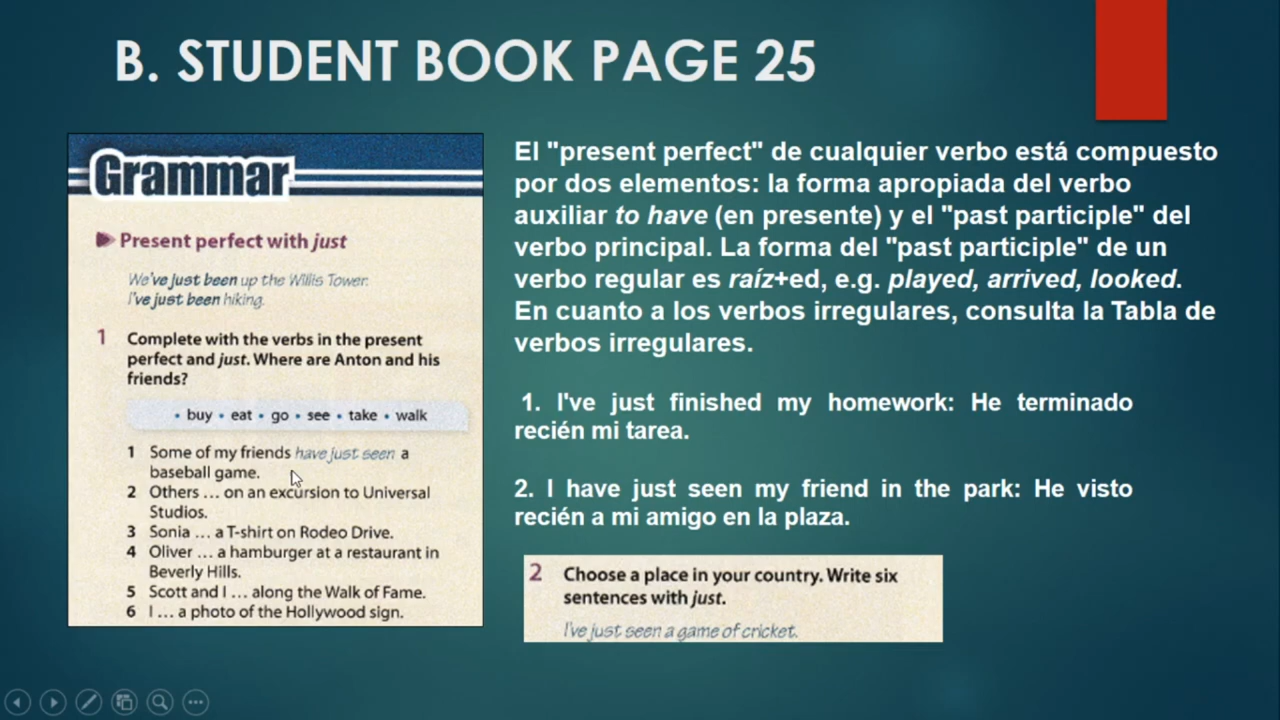 B. STUDENT BOOK PAGE 25
Grammar
Present perfect with just
We've just been up the Willis Tower.
I've just been hiking.
1 Complete with the verbs in the present
perfect and just. Where are Anton and his
friends?
• buy • eat • go • see • take • walk
1 Some of my friends have just seen a
baseball game.
2 Others ... on an excursion to Universal
Studios.
3 Sonia ... a T-shirt on Rodeo Drive.
4 Oliver ... a hamburger at a restaurant in
Beverly Hills.
5 Scott and I ... along the Walk of Fame.
6 I ... a photo of the Hollywood sign.
El "present perfect" de cualquier verbo está compuesto
por dos elementos: la forma apropiada del verbo
auxiliar to have (en presente) y el "past participle" del
verbo principal. La forma del "past participle" de un
verbo regular es raíz+ed, e.g. played, arrived, looked.
En cuanto a los verbos irregulares, consulta la Tabla de
verbos irregulares.
1. I've just finished my homework: He terminado
recién mi tarea.
2. I have just seen my friend in the park: He visto
recién a mi amigo en la plaza.
2 Choose a place in your country. Write six
sentences with just.
I've just seen a game of cricket.